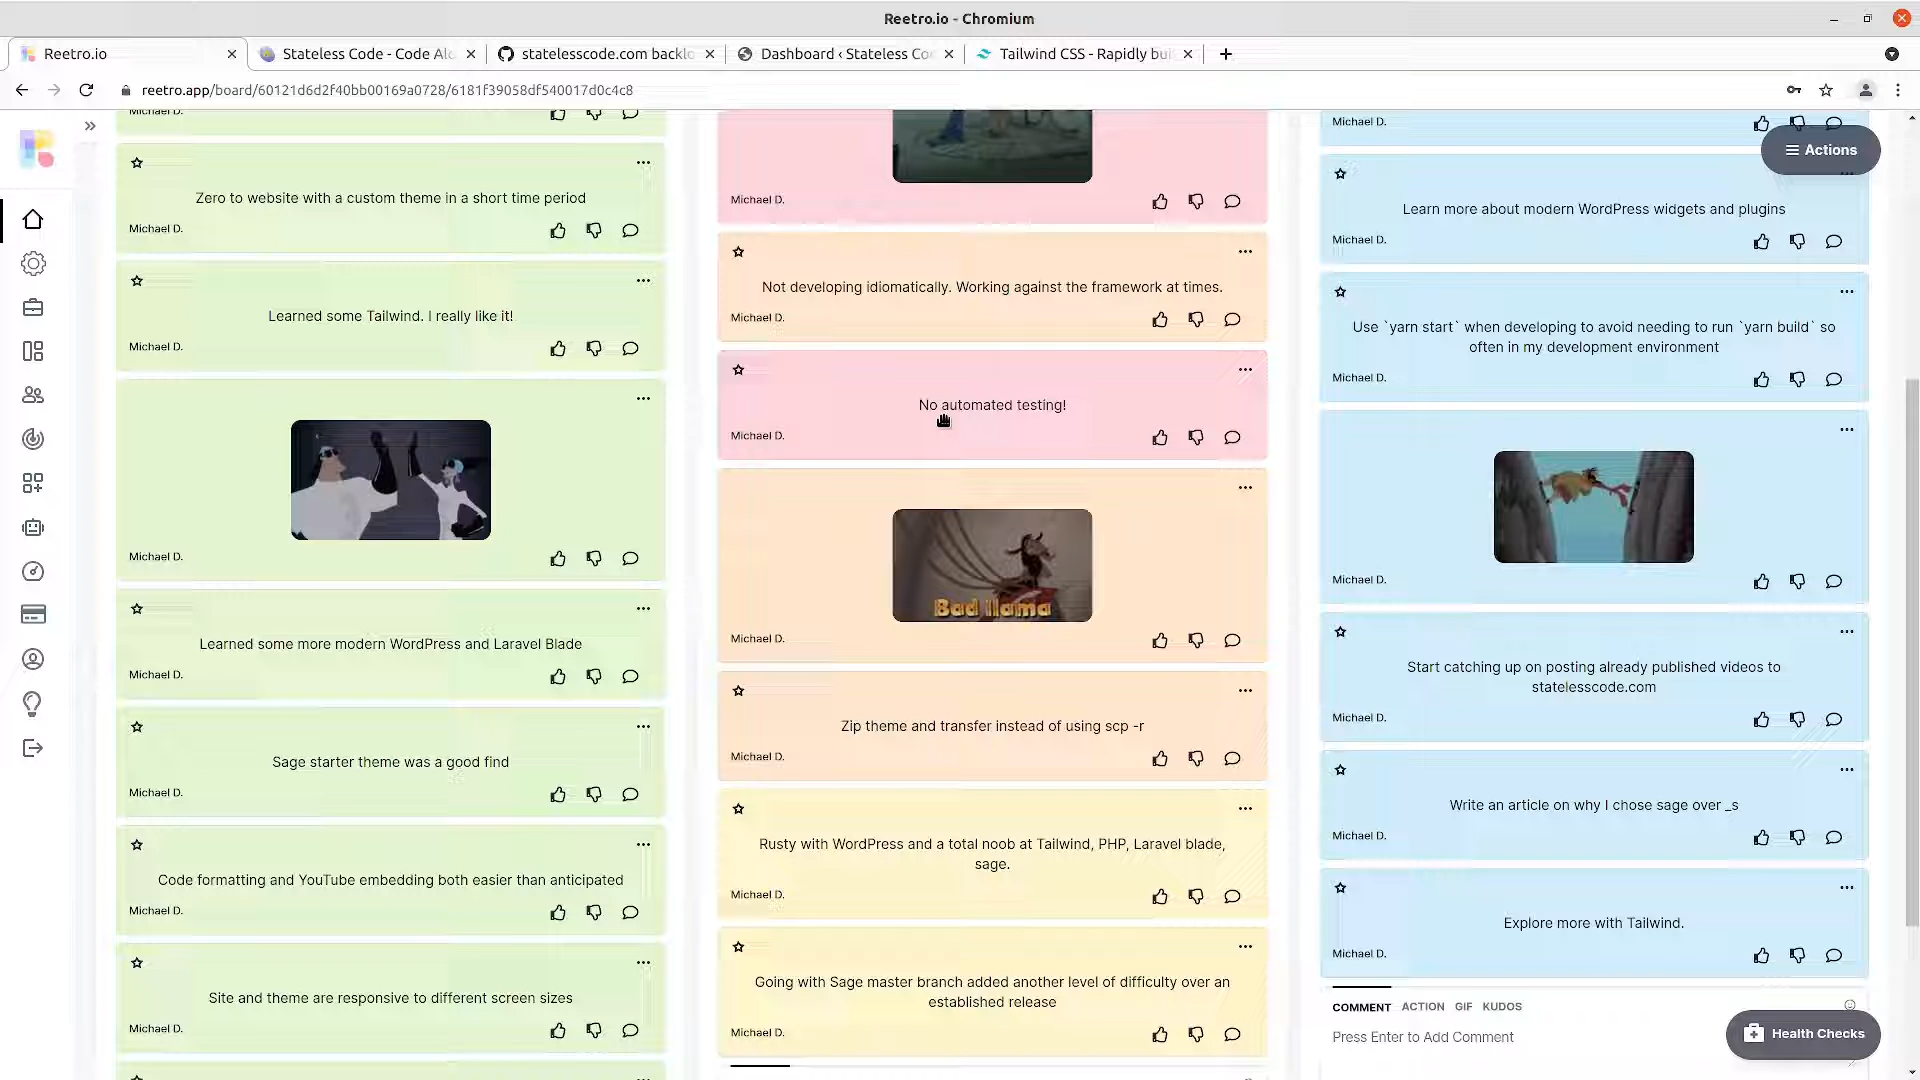 Reetro.io - Chromium
Reetro.io
Stateless Code - Code Alo
statelesscode.com backlo
Dashboard ‹ Stateless Co
Tailwind CSS - Rapidly bui
reetro.app/board/60121d6d2f40bb00169a0728/6181f39058df540017d0c4c8
Actions
Michael D.
Zero to website with a custom theme in a short time period
Michael D.
Learned some Tailwind. I really like it!
Michael D.
Michael D.
Learned some more modern WordPress and Laravel Blade
Michael D.
Sage starter theme was a good find
Michael D.
Code formatting and YouTube embedding both easier than anticipated
Michael D.
Site and theme are responsive to different screen sizes
Michael D.
Michael D.
Not developing idiomatically. Working against the framework at times.
Michael D.
No automated testing!
Michael D.
Bad llama
Michael D.
Zip theme and transfer instead of using scp -r
Michael D.
Rusty with WordPress and a total noob at Tailwind, PHP, Laravel blade,
sage.
Michael D.
Going with Sage master branch added another level of difficulty over an
established release
Michael D.
Michael D.
Learn more about modern WordPress widgets and plugins
Michael D.
Use `yarn start` when developing to avoid needing to run `yarn build` so
often in my development environment
Michael D.
Michael D.
Start catching up on posting already published videos to
statelesscode.com
Michael D.
Write an article on why I chose sage over _s
Michael D.
Explore more with Tailwind.
Michael D.
COMMENT ACTION GIF KUDOS
Press Enter to Add Comment
Health Checks